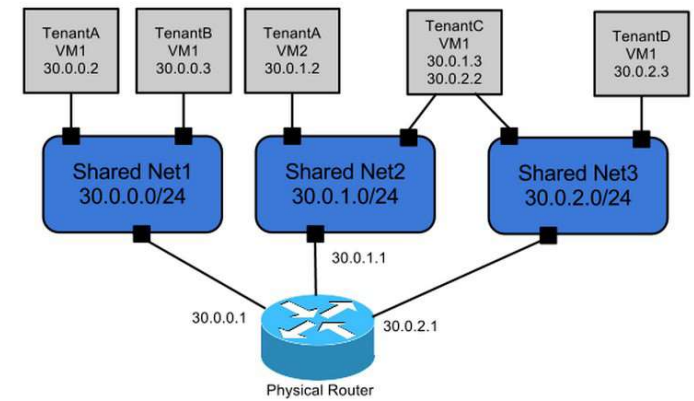 TenantA
VM1
30.0.0.2
TenantB
VM1
30.0.0.3
TenantA
VM2
30.0.1.2
TenantC
VM1
30.0.1.3
30.0.2.2
TenantD
VM1
30.0.2.3
Shared Net1
30.0.0.0/24
Shared Net2
30.0.1.0/24
Shared Net3
30.0.2.0/24
30.0.1.1
30.0.0.1
30.0.2.1
Physical Router